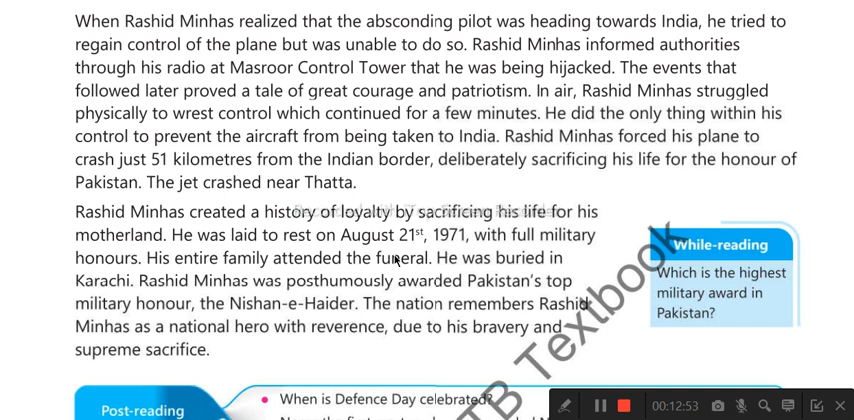 When Rashid Minhas realized that the absconding pilot was heading towards India, he tried to
regain control of the plane but was unable to do so. Rashid Minhas informed authorities
through his radio at Masroor Control Tower that he was being hijacked. The events that
followed later proved a tale of great courage and patriotism. In air, Rashid Minhas struggled
physically to wrest control which continued for a few minutes. He did the only thing within his
control to prevent the aircraft from being taken to India. Rashid Minhas forced his plane to
crash just 51 kilometres from the Indian border, deliberately sacrificing his life for the honour of
Pakistan. The jet crashed near Thatta.
Rashid Minhas created a history of loyalty by sacrificing his life for his
motherland. He was laid to rest on August 21st, 1971, with full military
honours. His entire family attended the funeral. He was buried in
Karachi. Rashid Minhas was posthumously awarded Pakistan's top
military honour, the Nishan-e-Haider. The nation remembers Rashid
Minhas as a national hero with reverence, due to his bravery and
supreme sacrifice.
While-reading
Which is the highest
military award in
Pakistan?
TB Textbook
Post-reading
• When is Defence Day celebrated?
00:12:53